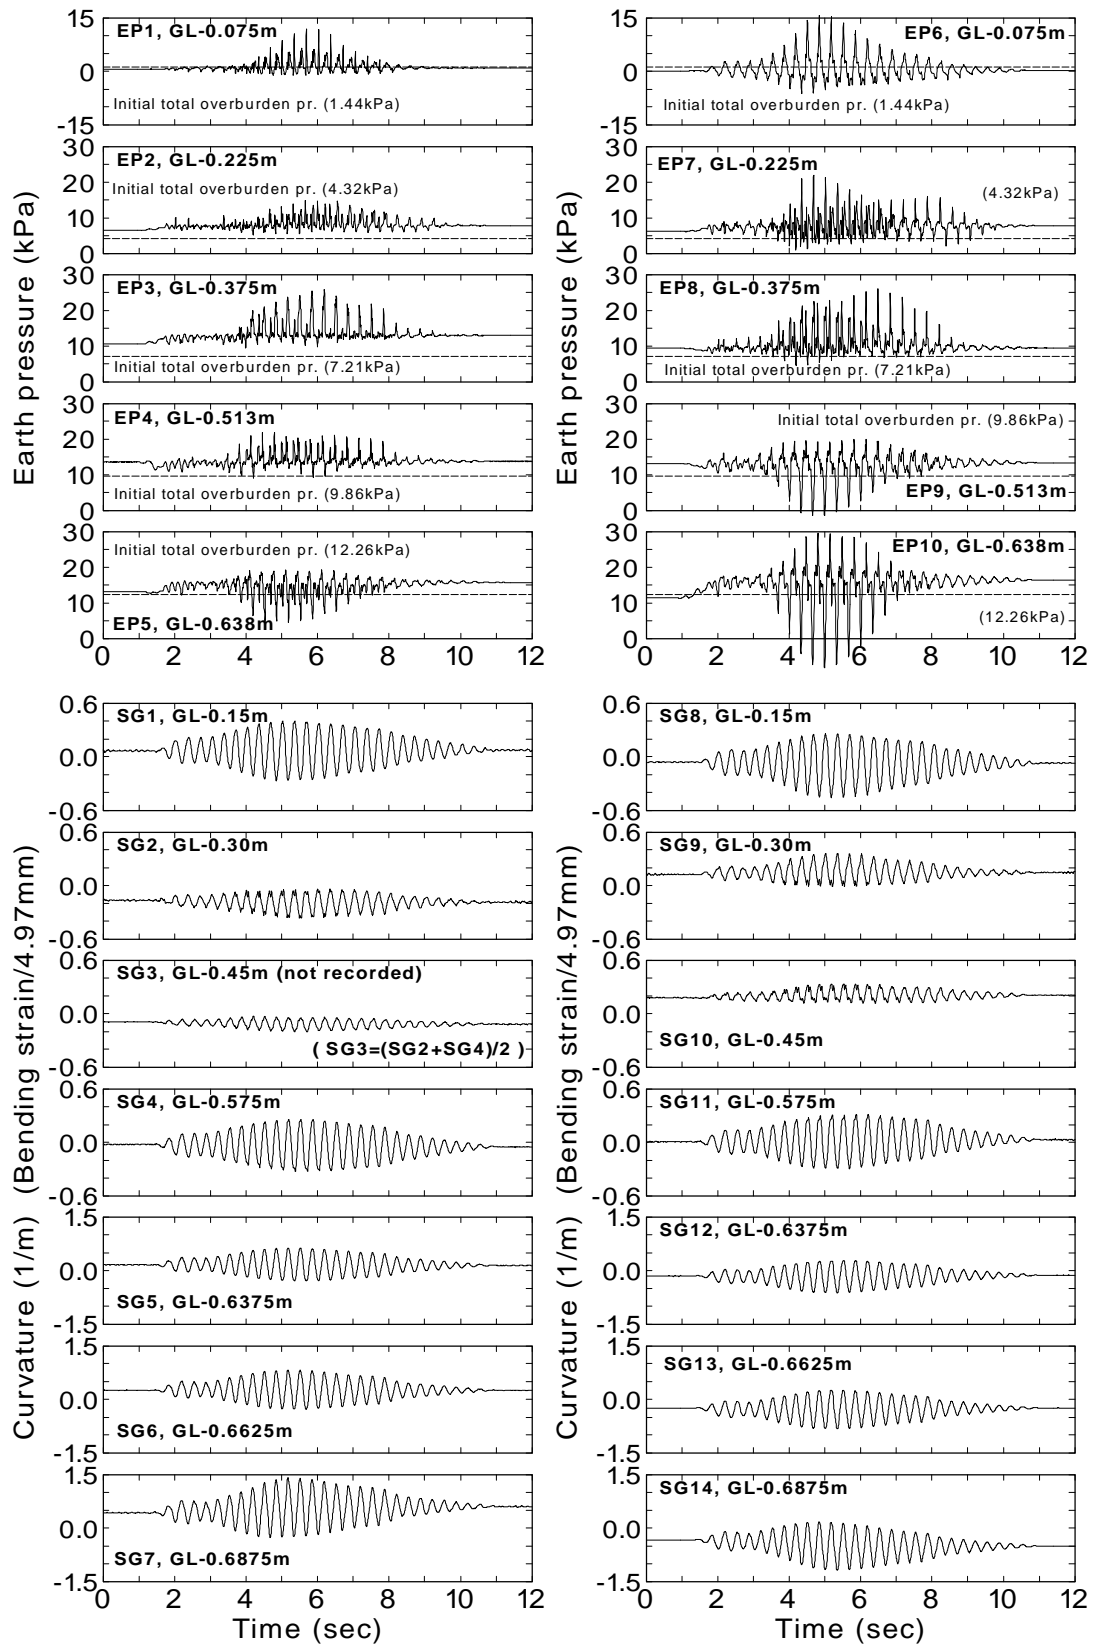 Earth pressure (kPa)
15
0
-15
EP1, GL-0.075m
Initial total overburden pr. (1.44kPa)
30
20
10
0
EP2, GL-0.225m
Initial total overburden pr. (4.32kPa)
30
20
10
0
EP3, GL-0.375m
Initial total overburden pr. (7.21kPa)
30
20
10
0
EP4, GL-0.513m
Initial total overburden pr. (9.86kPa)
30
20
10
0
Initial total overburden pr. (12.26kPa)
EP5, GL-0.638m
0 2 4 6 8 10 12
Earth pressure (kPa)
15
0
-15
EP6, GL-0.075m
Initial total overburden pr. (1.44kPa)
30
20
10
0
EP7, GL-0.225m
(4.32kPa)
30
20
10
0
EP8, GL-0.375m
Initial total overburden pr. (7.21kPa)
30
20
10
0
Initial total overburden pr. (9.86kPa)
EP9, GL-0.513m
30
20
10
0
EP10, GL-0.638m
(12.26kPa)
0 2 4 6 8 10 12
Curvature (1/m) (Bending strain/4.97mm)
0.6
0.0
-0.6
SG1, GL-0.15m
0.6
0.0
-0.6
SG2, GL-0.30m
0.6
0.0
-0.6
SG3, GL-0.45m (not recorded)
( SG3=(SG2+SG4)/2 )
0.6
0.0
-0.6
SG4, GL-0.575m
1.5
0.0
-1.5
SG5, GL-0.6375m
1.5
0.0
-1.5
SG6, GL-0.6625m
1.5
0.0
-1.5
SG7, GL-0.6875m
0 2 4 6 8 10 12
Time (sec)
Curvature (1/m) (Bending strain/4.97mm)
0.6
0.0
-0.6
SG8, GL-0.15m
0.6
0.0
-0.6
SG9, GL-0.30m
0.6
0.0
-0.6
SG10, GL-0.45m
0.6
0.0
-0.6
SG11, GL-0.575m
1.5
0.0
-1.5
SG12, GL-0.6375m
1.5
0.0
-1.5
SG13, GL-0.6625m
1.5
0.0
-1.5
SG14, GL-0.6875m
0 2 4 6 8 10 12
Time (sec)